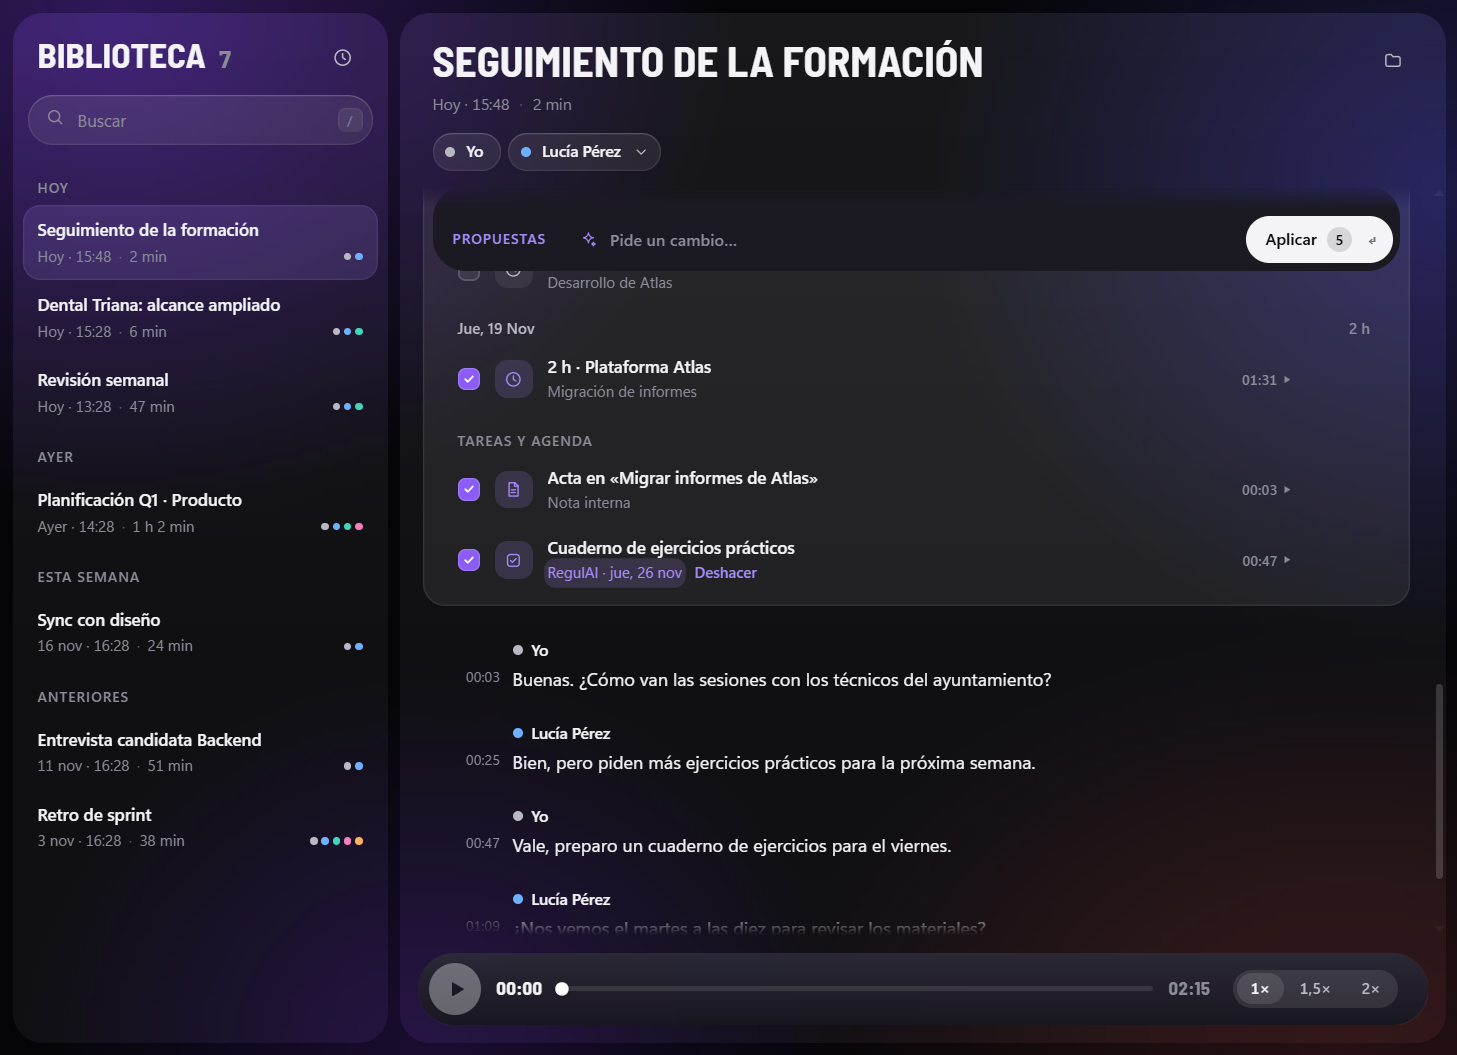 BIBLIOTECA 7
Buscar /
HOY
Seguimiento de la formación
Hoy · 15:48 · 2 min
Dental Triana: alcance ampliado
Hoy · 15:28 · 6 min
Revisión semanal
Hoy · 13:28 · 47 min
AYER
Planificación Q1 · Producto
Ayer · 14:28 · 1 h 2 min
ESTA SEMANA
Sync con diseño
16 nov · 16:28 · 24 min
ANTERIORES
Entrevista candidata Backend
11 nov · 16:28 · 51 min
Retro de sprint
3 nov · 16:28 · 38 min
SEGUIMIENTO DE LA FORMACIÓN
Hoy · 15:48 · 2 min
Yo
Lucía Pérez
PROPUESTAS
Pide un cambio...
Aplicar 5
Desarrollo de Atlas
Jue, 19 Nov 2 h
2 h · Plataforma Atlas
Migración de informes
01:31
TAREAS Y AGENDA
Acta en «Migrar informes de Atlas»
Nota interna
00:03
Cuaderno de ejercicios prácticos
RegulAI · jue, 26 nov Deshacer
00:47
Yo
00:03 Buenas. ¿Cómo van las sesiones con los técnicos del ayuntamiento?
Lucía Pérez
00:25 Bien, pero piden más ejercicios prácticos para la próxima semana.
Yo
00:47 Vale, preparo un cuaderno de ejercicios para el viernes.
Lucía Pérez
01:09 ¿Nos vemos el martes a las diez para revisar los materiales?
00:00
02:15
1× 1,5× 2×